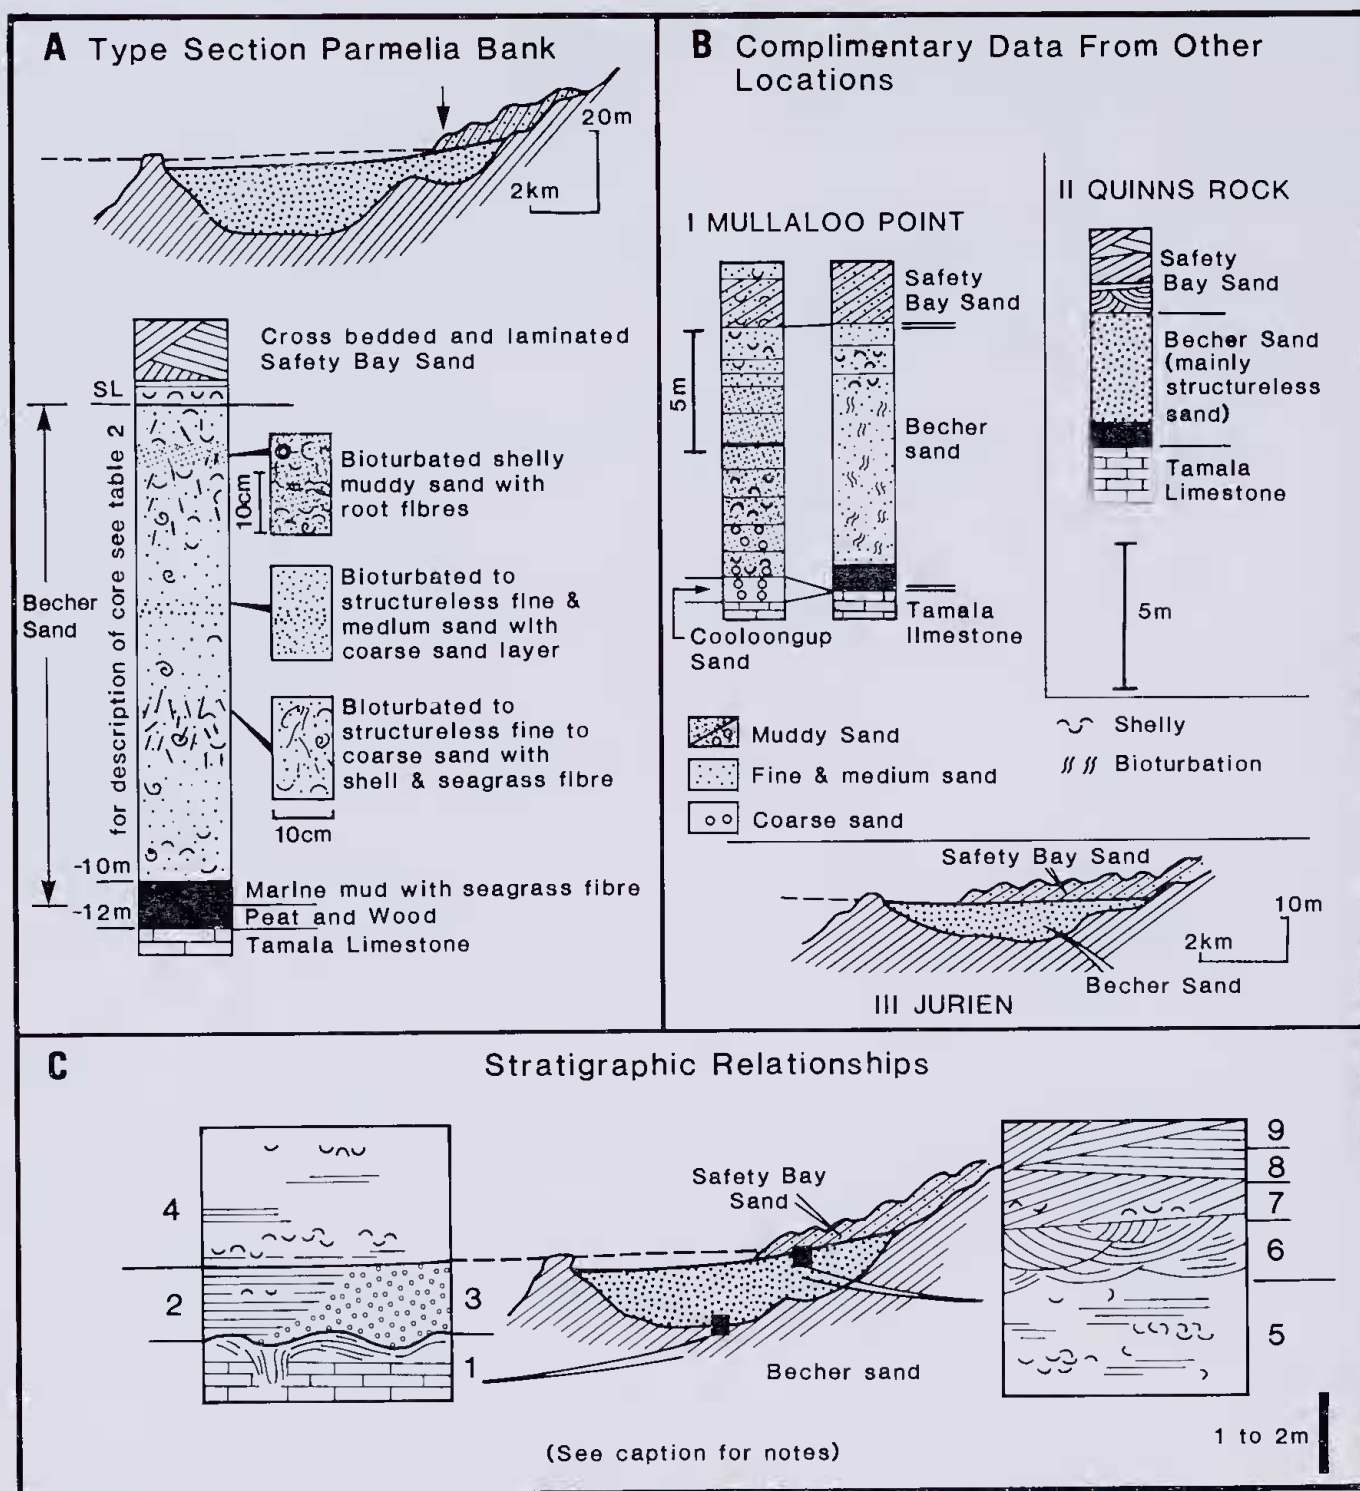 A Type Section Parmelia Bank
20m
2km
Cross bedded and laminated
Safety Bay Sand
SL
for description of core see table 2
Becher
Sand
Bioturbated shelly
muddy sand with
root fibres
10cm
Bioturbated to
structureless fine &
medium sand with
coarse sand layer
Bioturbated to
structureless fine to
coarse sand with
shell & seagrass fibre
10cm
-10m
Marine mud with seagrass fibre
-12m
Peat and Wood
Tamala Limestone
B Complimentary Data From Other
Locations
I MULLALOO POINT
Safety
Bay Sand
5m
Becher
sand
Cooloongup
Sand
Tamala
limestone
II QUINNS ROCK
Safety
Bay Sand
Becher Sand
(mainly
structureless
sand)
Tamala
Limestone
5m
Muddy Sand
Fine & medium sand
Coarse sand
Shelly
Bioturbation
Safety Bay Sand
10m
2km
Becher Sand
III JURIEN
C Stratigraphic Relationships
4
2
3
1
Safety Bay
Sand
Becher sand
9
8
7
6
5
1 to 2m
(See caption for notes)